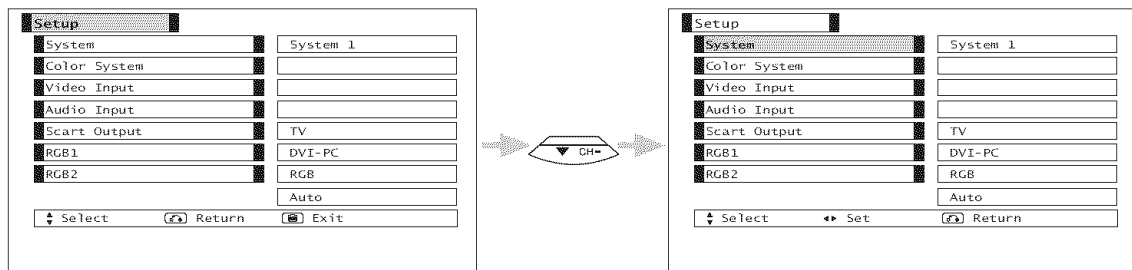 Setup
System System 1
Color System
Video Input
Audio Input
Scart Output TV
RGB1 DVI-PC
RGB2 RGB
Auto
Select Return Exit
CH-
Setup
System System 1
Color System
Video Input
Audio Input
Scart Output TV
RGB1 DVI-PC
RGB2 RGB
Auto
Select Set Return